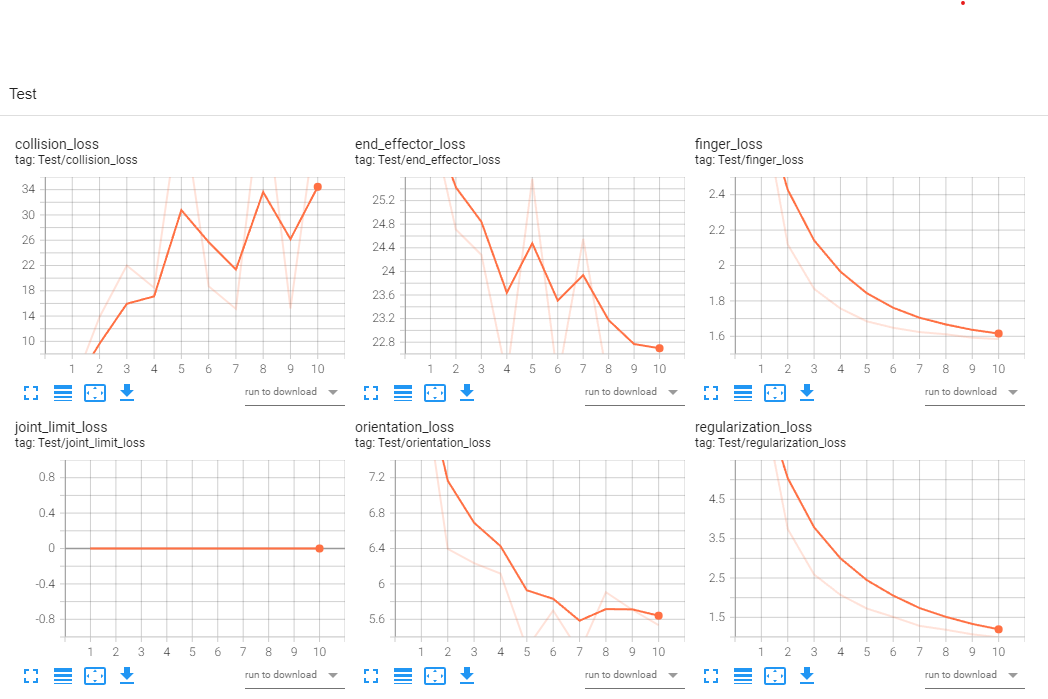 Test
collision_loss
tag: Test/collision_loss
34
30
26
22
18
14
10
1 2 3 4 5 6 7 8 9 10
run to download
end_effector_loss
tag: Test/end_effector_loss
25.2
24.8
24.4
24
23.6
23.2
22.8
1 2 3 4 5 6 7 8 9 10
run to download
finger_loss
tag: Test/finger_loss
2.4
2.2
2
1.8
1.6
1 2 3 4 5 6 7 8 9 10
run to download
joint_limit_loss
tag: Test/joint_limit_loss
0.8
0.4
0
-0.4
-0.8
1 2 3 4 5 6 7 8 9 10
run to download
orientation_loss
tag: Test/orientation_loss
7.2
6.8
6.4
6
5.6
1 2 3 4 5 6 7 8 9 10
run to download
regularization_loss
tag: Test/regularization_loss
4.5
3.5
2.5
1.5
1 2 3 4 5 6 7 8 9 10
run to download